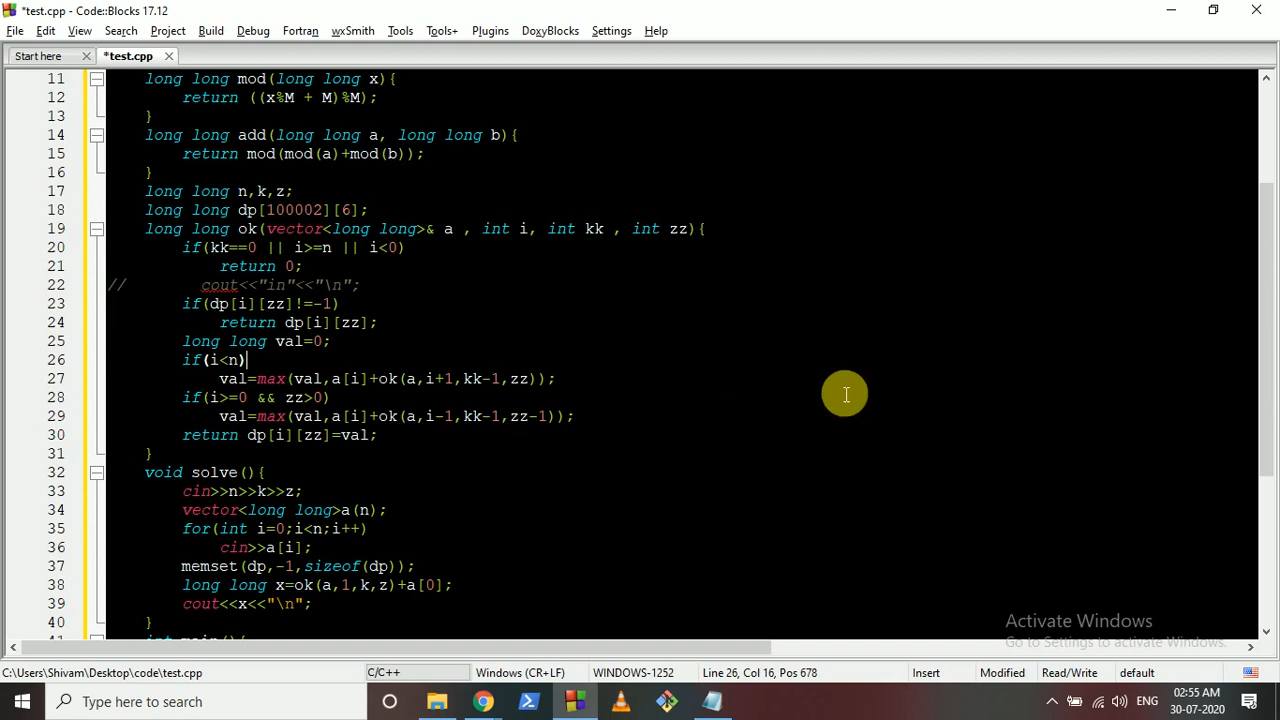 *test.cpp - Code::Blocks 17.12
File Edit View Search Project Build Debug Fortran wxSmith Tools Tools+ Plugins DoxyBlocks Settings Help
Start here *test.cpp
11 long long mod(long long x){
12 return ((x%M + M)%M);
13 }
14 long long add(long long a, long long b){
15 return mod(mod(a)+mod(b));
16 }
17 long long n,k,z;
18 long long dp[100002][6];
19 long long ok(vector<long long>& a , int i, int kk , int zz){
20 if(kk==0 || i>=n || i<0)
21 return 0;
22 // cout<<"in"<<"\n";
23 if(dp[i][zz]!=-1)
24 return dp[i][zz];
25 long long val=0;
26 if(i<n)
27 val=max(val,a[i]+ok(a,i+1,kk-1,zz));
28 if(i>=0 && zz>0)
29 val=max(val,a[i]+ok(a,i-1,kk-1,zz-1));
30 return dp[i][zz]=val;
31 }
32 void solve(){
33 cin>>n>>k>>z;
34 vector<long long>a(n);
35 for(int i=0;i<n;i++)
36 cin>>a[i];
37 memset(dp,-1,sizeof(dp));
38 long long x=ok(a,1,k,z)+a[0];
39 cout<<x<<"\n";
40 }
41 int main(){
Activate Windows
Go to Settings to activate Windows.
C:\Users\Shivam\Desktop\code\test.cpp C/C++ Windows (CR+LF) WINDOWS-1252 Line 26, Col 16, Pos 678 Insert Modified Read/Write default
Type here to search
ENG
02:55 AM
30-07-2020